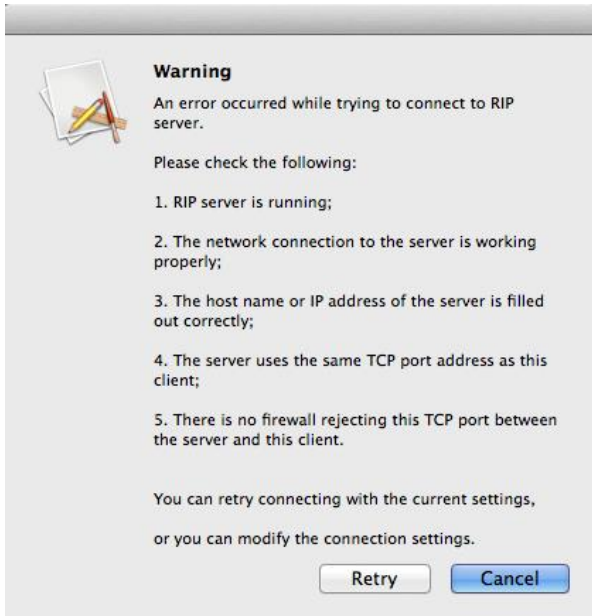 Warning
An error occurred while trying to connect to RIP
server.
Please check the following:
1. RIP server is running;
2. The network connection to the server is working
properly;
3. The host name or IP address of the server is filled
out correctly;
4. The server uses the same TCP port address as this
client;
5. There is no firewall rejecting this TCP port between
the server and this client.
You can retry connecting with the current settings,
or you can modify the connection settings.
Retry
Cancel